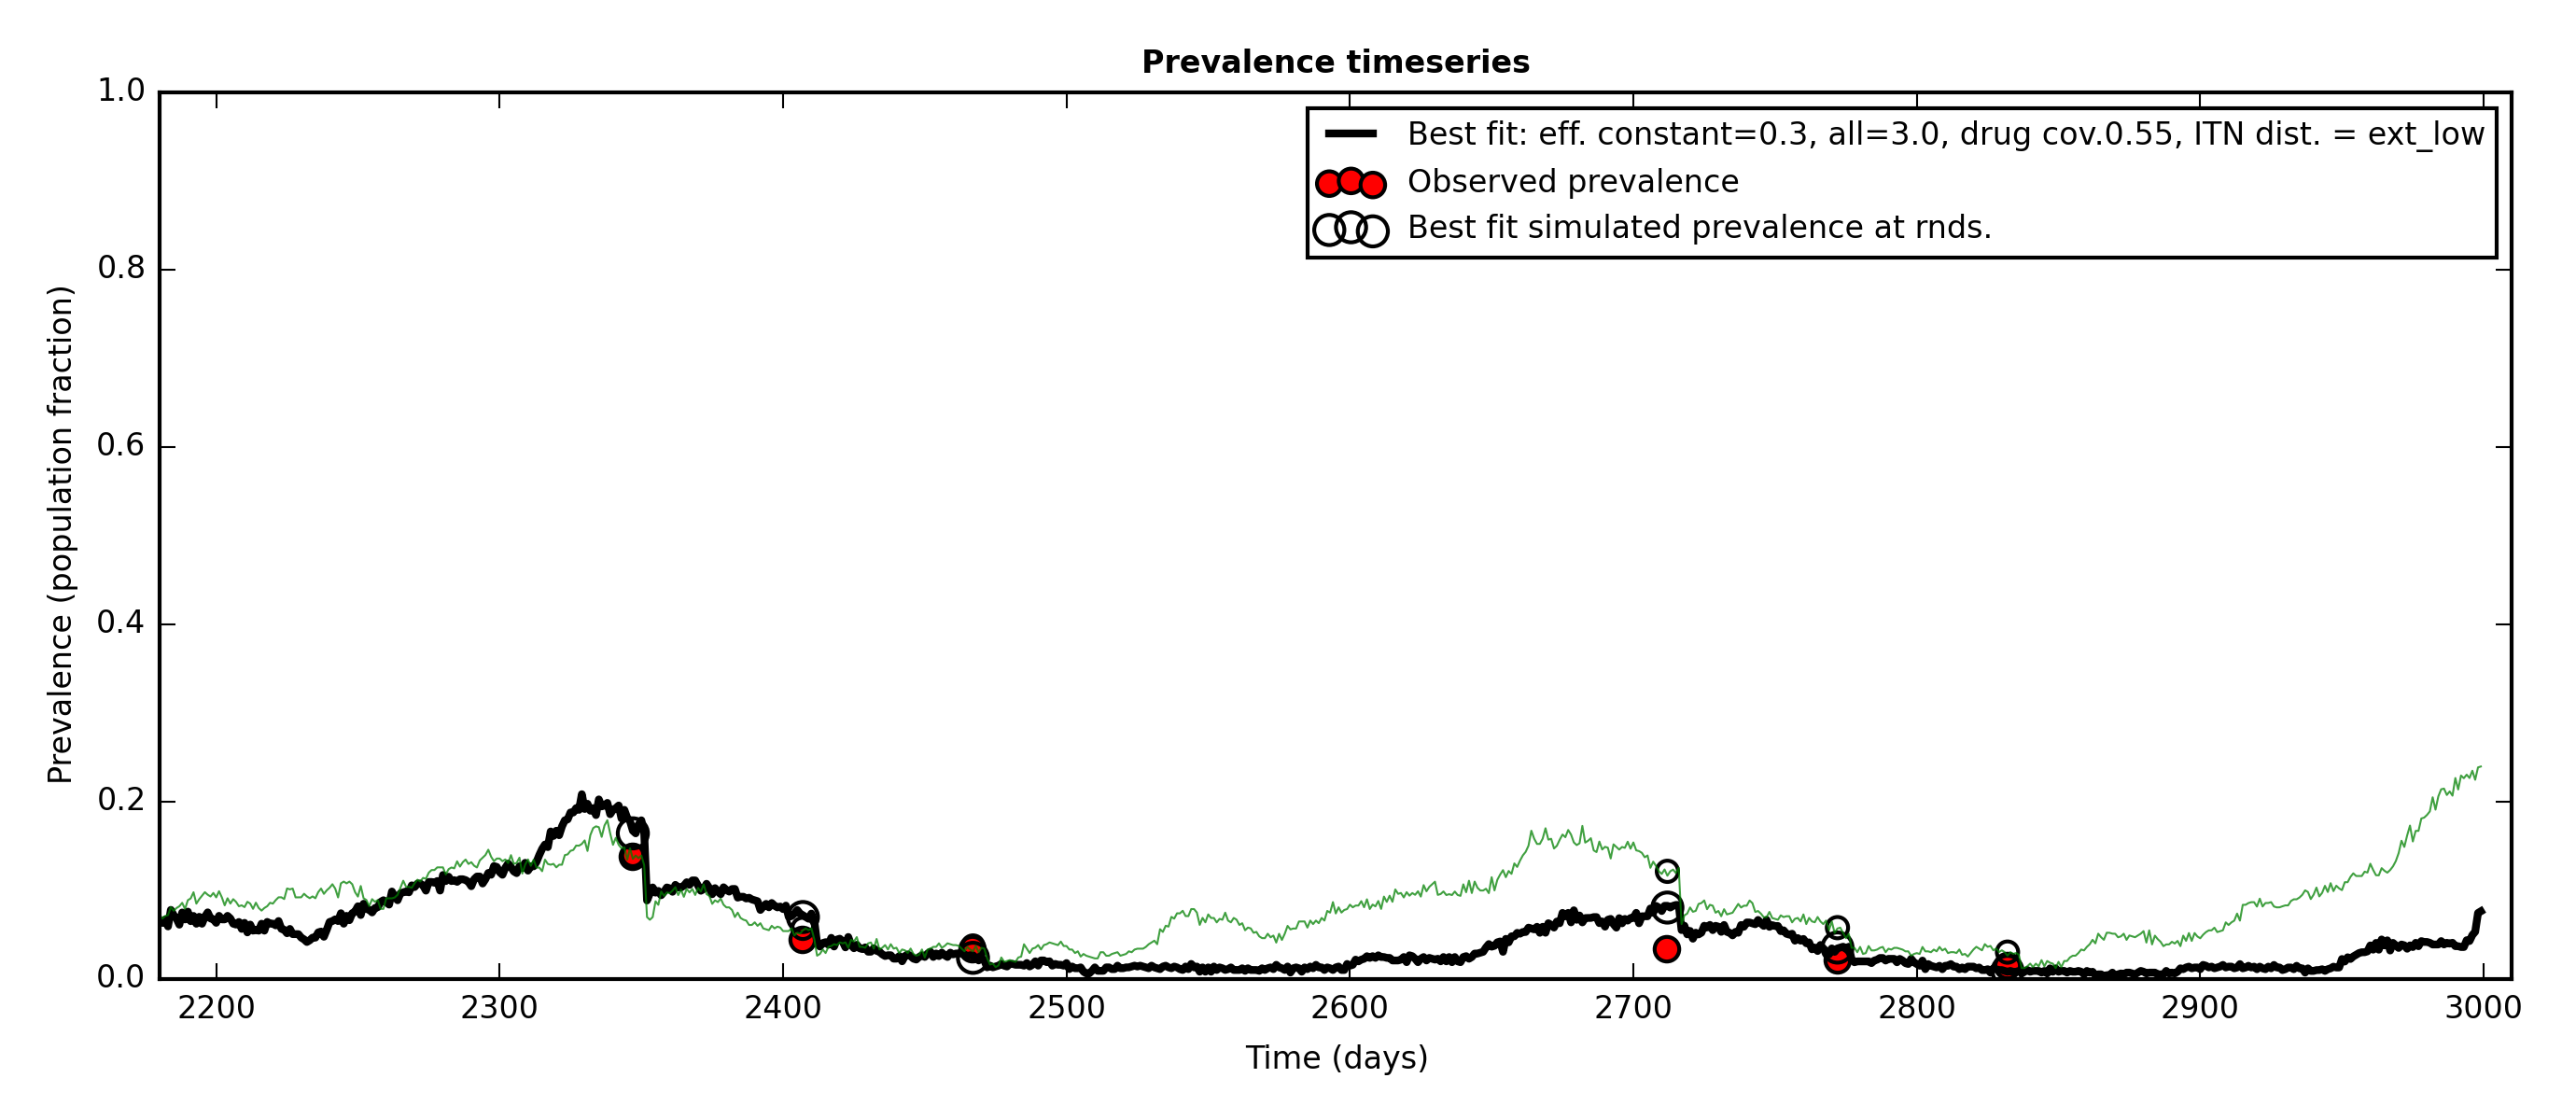 Prevalence timeseries
1.0
0.8
0.6
0.4
0.2
0.0
Prevalence (population fraction)
Best fit: eff. constant=0.3, all=3.0, drug cov.0.55, ITN dist. = ext_low
Observed prevalence
Best fit simulated prevalence at rnds.
2200 2300 2400 2500 2600 2700 2800 2900 3000
Time (days)